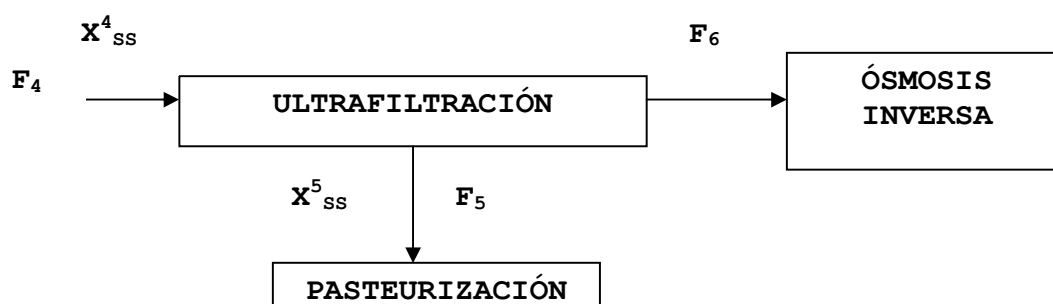 X⁴ss
F₆
F₄
ULTRAFILTRACIÓN
ÓSMOSIS
INVERSA
X⁵ss
F₅
PASTEURIZACIÓN